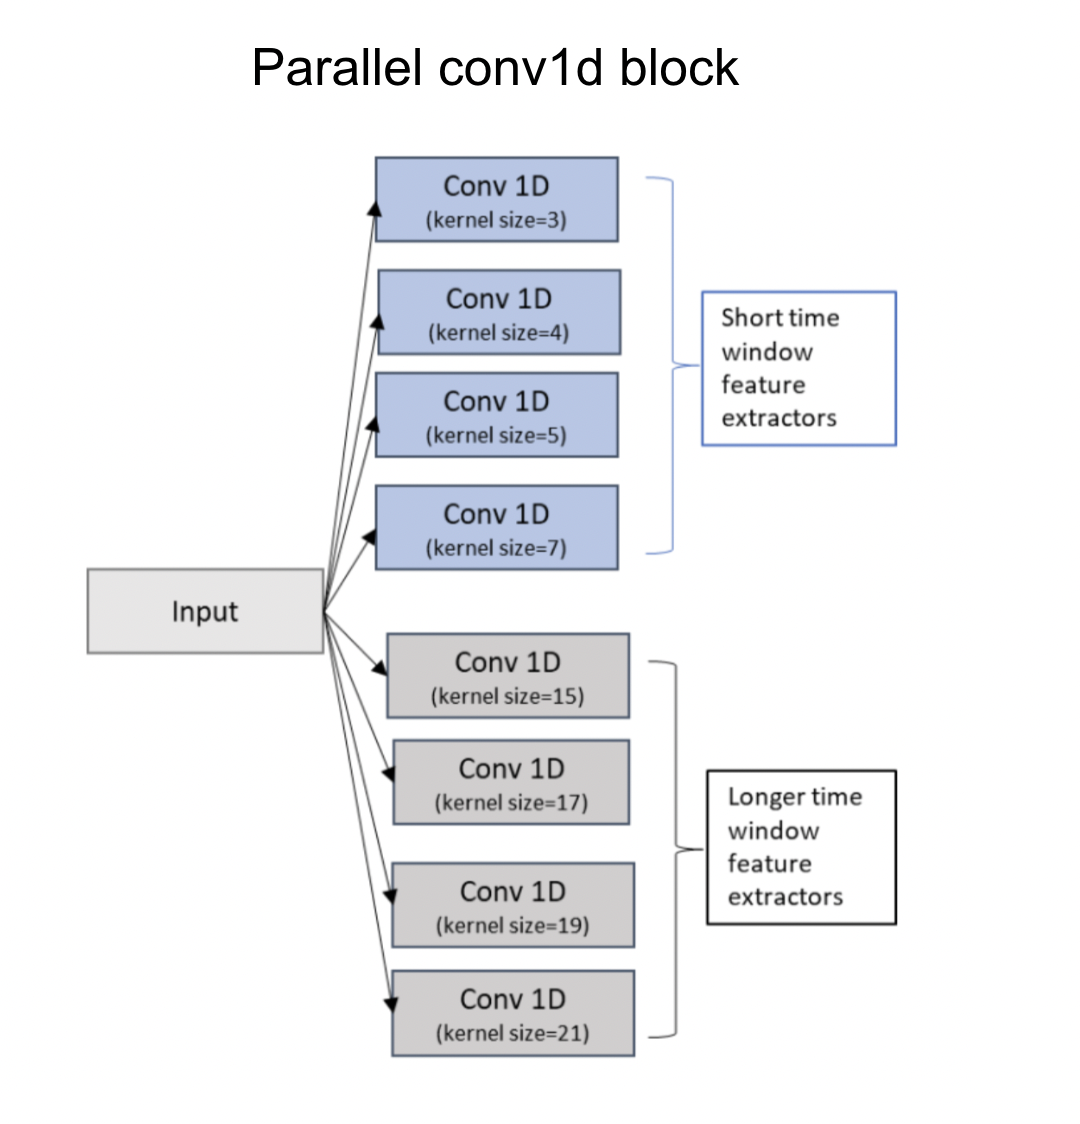 Parallel conv1d block
Conv 1D
(kernel size=3)
Conv 1D
(kernel size=4)
Conv 1D
(kernel size=5)
Conv 1D
(kernel size=7)
Short time
window
feature
extractors
Input
Conv 1D
(kernel size=15)
Conv 1D
(kernel size=17)
Conv 1D
(kernel size=19)
Conv 1D
(kernel size=21)
Longer time
window
feature
extractors